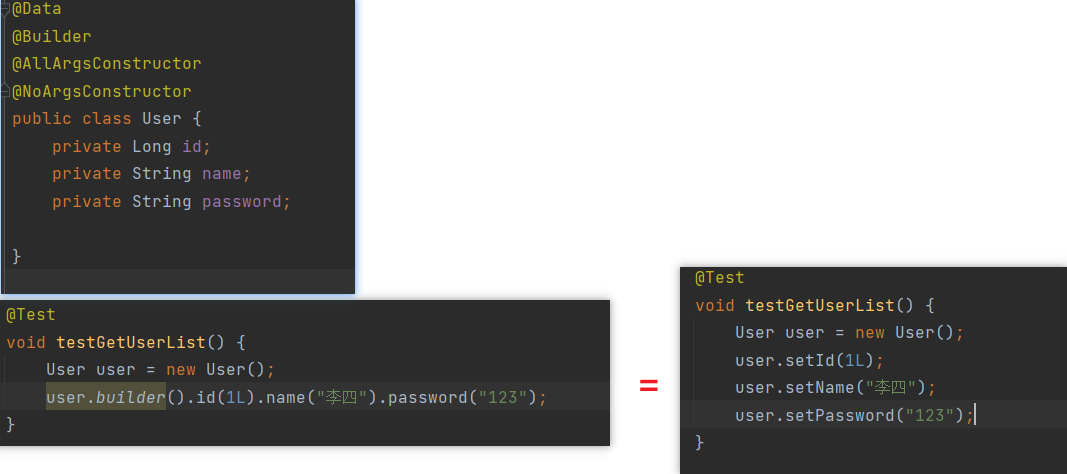 @Data
@Builder
@AllArgsConstructor
@NoArgsConstructor
public class User {
    private Long id;
    private String name;
    private String password;
}
@Test
void testGetUserList() {
    User user = new User();
    user.builder().id(1L).name("李四").password("123");
}
=
@Test
void testGetUserList() {
    User user = new User();
    user.setId(1L);
    user.setName("李四");
    user.setPassword("123");
}